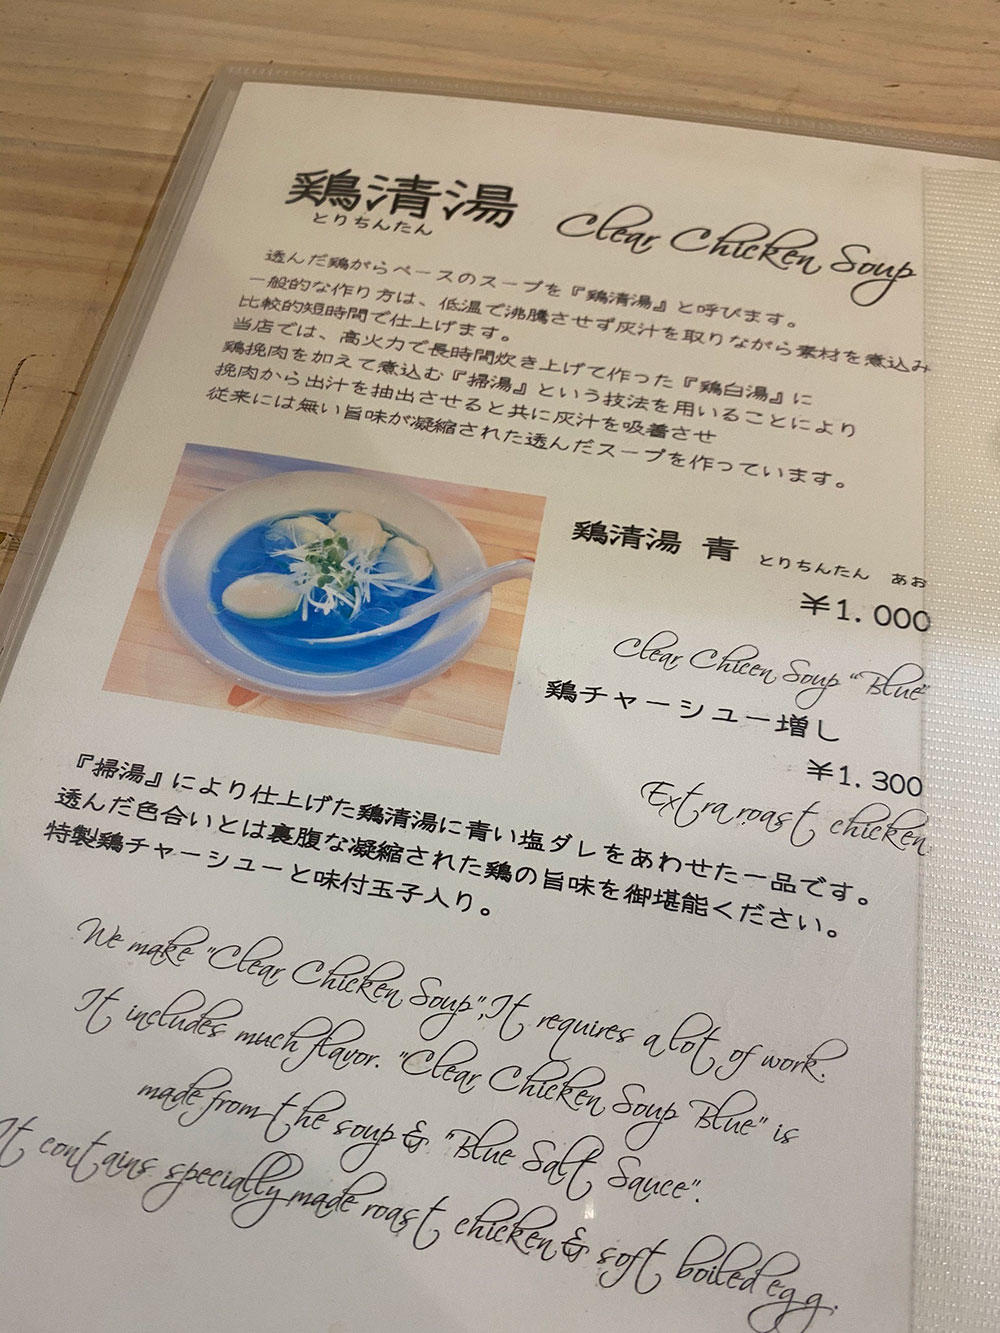 鶏清湯 Clear Chicken Soup
とりちんたん
透んだ鶏がらベースのスープを『鶏清湯』と呼びます。
一般的な作り方は、低温で沸騰させず灰汁を取りながら素材を煮込み
比較的短時間で仕上げます。
当店では、高火力で長時間炊き上げて作った『鶏白湯』に
鶏挽肉を加えて煮込む『掃湯』という技法を用いることにより
挽肉から出汁を抽出させると共に灰汁を吸着させ
従来には無い旨味が凝縮された透んだスープを作っています。
鶏清湯 青 とりちんたん あお
¥1.000
Clear Chicen Soup "Blue"
鶏チャーシュー増し
¥1.300
Extra roast chicken
『掃湯』により仕上げた鶏清湯に青い塩ダレをあわせた一品です。
透んだ色合いとは裏腹な凝縮された鶏の旨味を御堪能ください。
特製鶏チャーシューと味付玉子入り。
We make "Clear Chicken Soup",It requires a lot of work.
It includes much flavor. "Clear Chicken Soup Blue" is
made from the soup & "Blue Salt Sauce".
It contains specially made roast chicken & soft boiled egg.